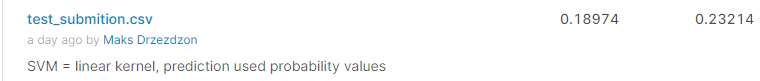 test_submition.csv 0.18974 0.23214
a day ago by Maks Drzezdzon
SVM = linear kernel, prediction used probability values